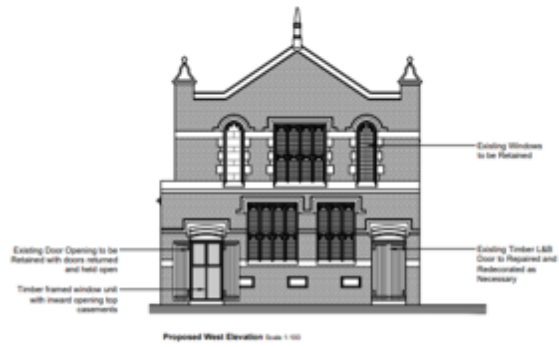 Existing Windows
to be Retained
Existing Door Opening to be
Retained with doors returned
and held open
Timber framed window unit
with inward opening top
casements
Existing Timber L&B
Door to Repaired and
Redecorated as
Necessary
Proposed West Elevation Scale 1:100